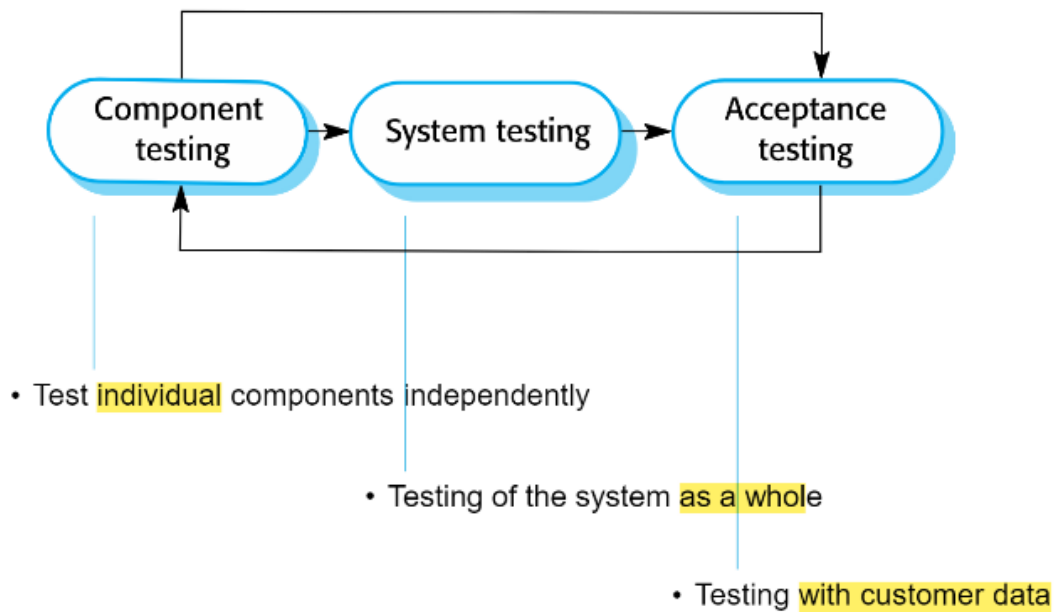 Component
testing
System testing
Acceptance
testing
• Test individual components independently
• Testing of the system as a whole
• Testing with customer data